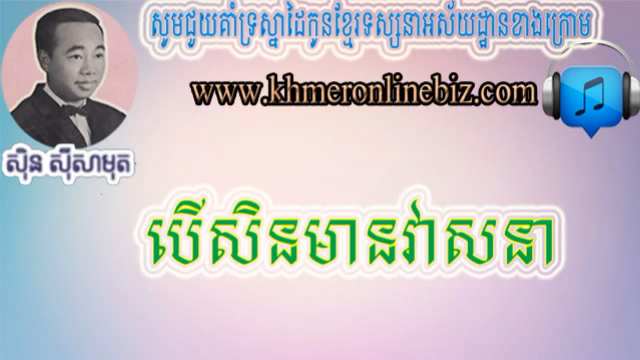 សូមជួយគាំទ្រស្នាដៃកូនខ្មែរទស្សនាអស័យដ្ឋានខាងក្រោម
www.khmeronlinebiz.com
ស៊ិន ស៊ីសាមុត
បើសិនមានវាសនា